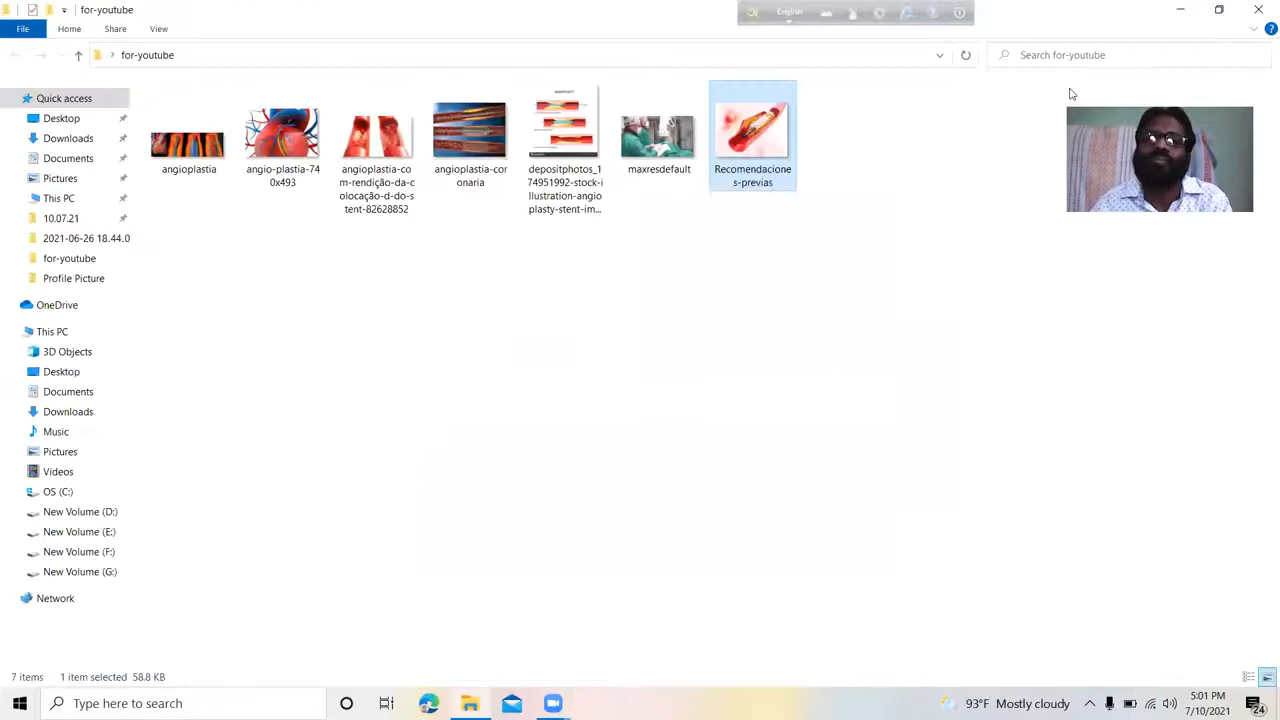 for-youtube
English
File
Home
Share
View
for-youtube
Search for-youtube
Quick access
Desktop
Downloads
Documents
Pictures
This PC
10.07.21
2021-06-26 18.44.0
for-youtube
Profile Picture
OneDrive
This PC
3D Objects
Desktop
Documents
Downloads
Music
Pictures
Videos
OS (C:)
New Volume (D:)
New Volume (E:)
New Volume (F:)
New Volume (G:)
Network
angioplastia
angio-plastia-74
0x493
angioplastia-co
m-rendição-da-c
olocação-d-do-s
tent-82628852
angioplastia-cor
onaria
depositphotos_1
74951992-stock-i
llustration-angio
plasty-stent-im...
maxresdefault
Recomendacione
s-previas
7 items
1 item selected
58.8 KB
Type here to search
93°F Mostly cloudy
5:01 PM
7/10/2021
24